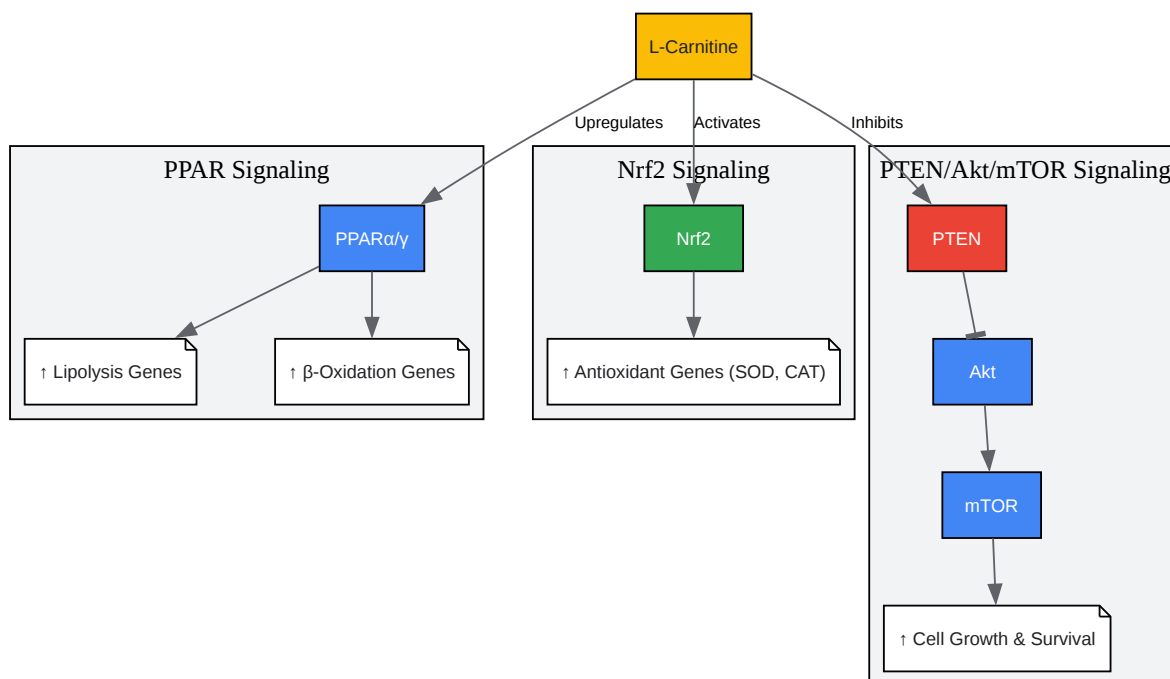 L-Carnitine
Upregulates
Activates
Inhibits
PPAR Signaling
Nrf2 Signaling
PTEN/Akt/mTOR Signaling
PPARα/γ
Nrf2
PTEN
↑ Lipolysis Genes
↑ β-Oxidation Genes
↑ Antioxidant Genes (SOD, CAT)
Akt
mTOR
↑ Cell Growth & Survival